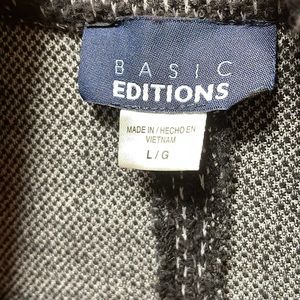 BASIC
EDITIONS
MADE IN / HECHO EN
VIETNAM
L / G